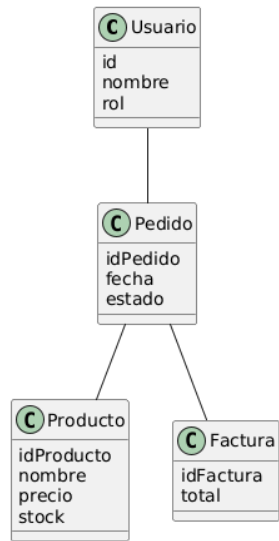 C Usuario
id
nombre
rol
C Pedido
idPedido
fecha
estado
C Producto
idProducto
nombre
precio
stock
C Factura
idFactura
total